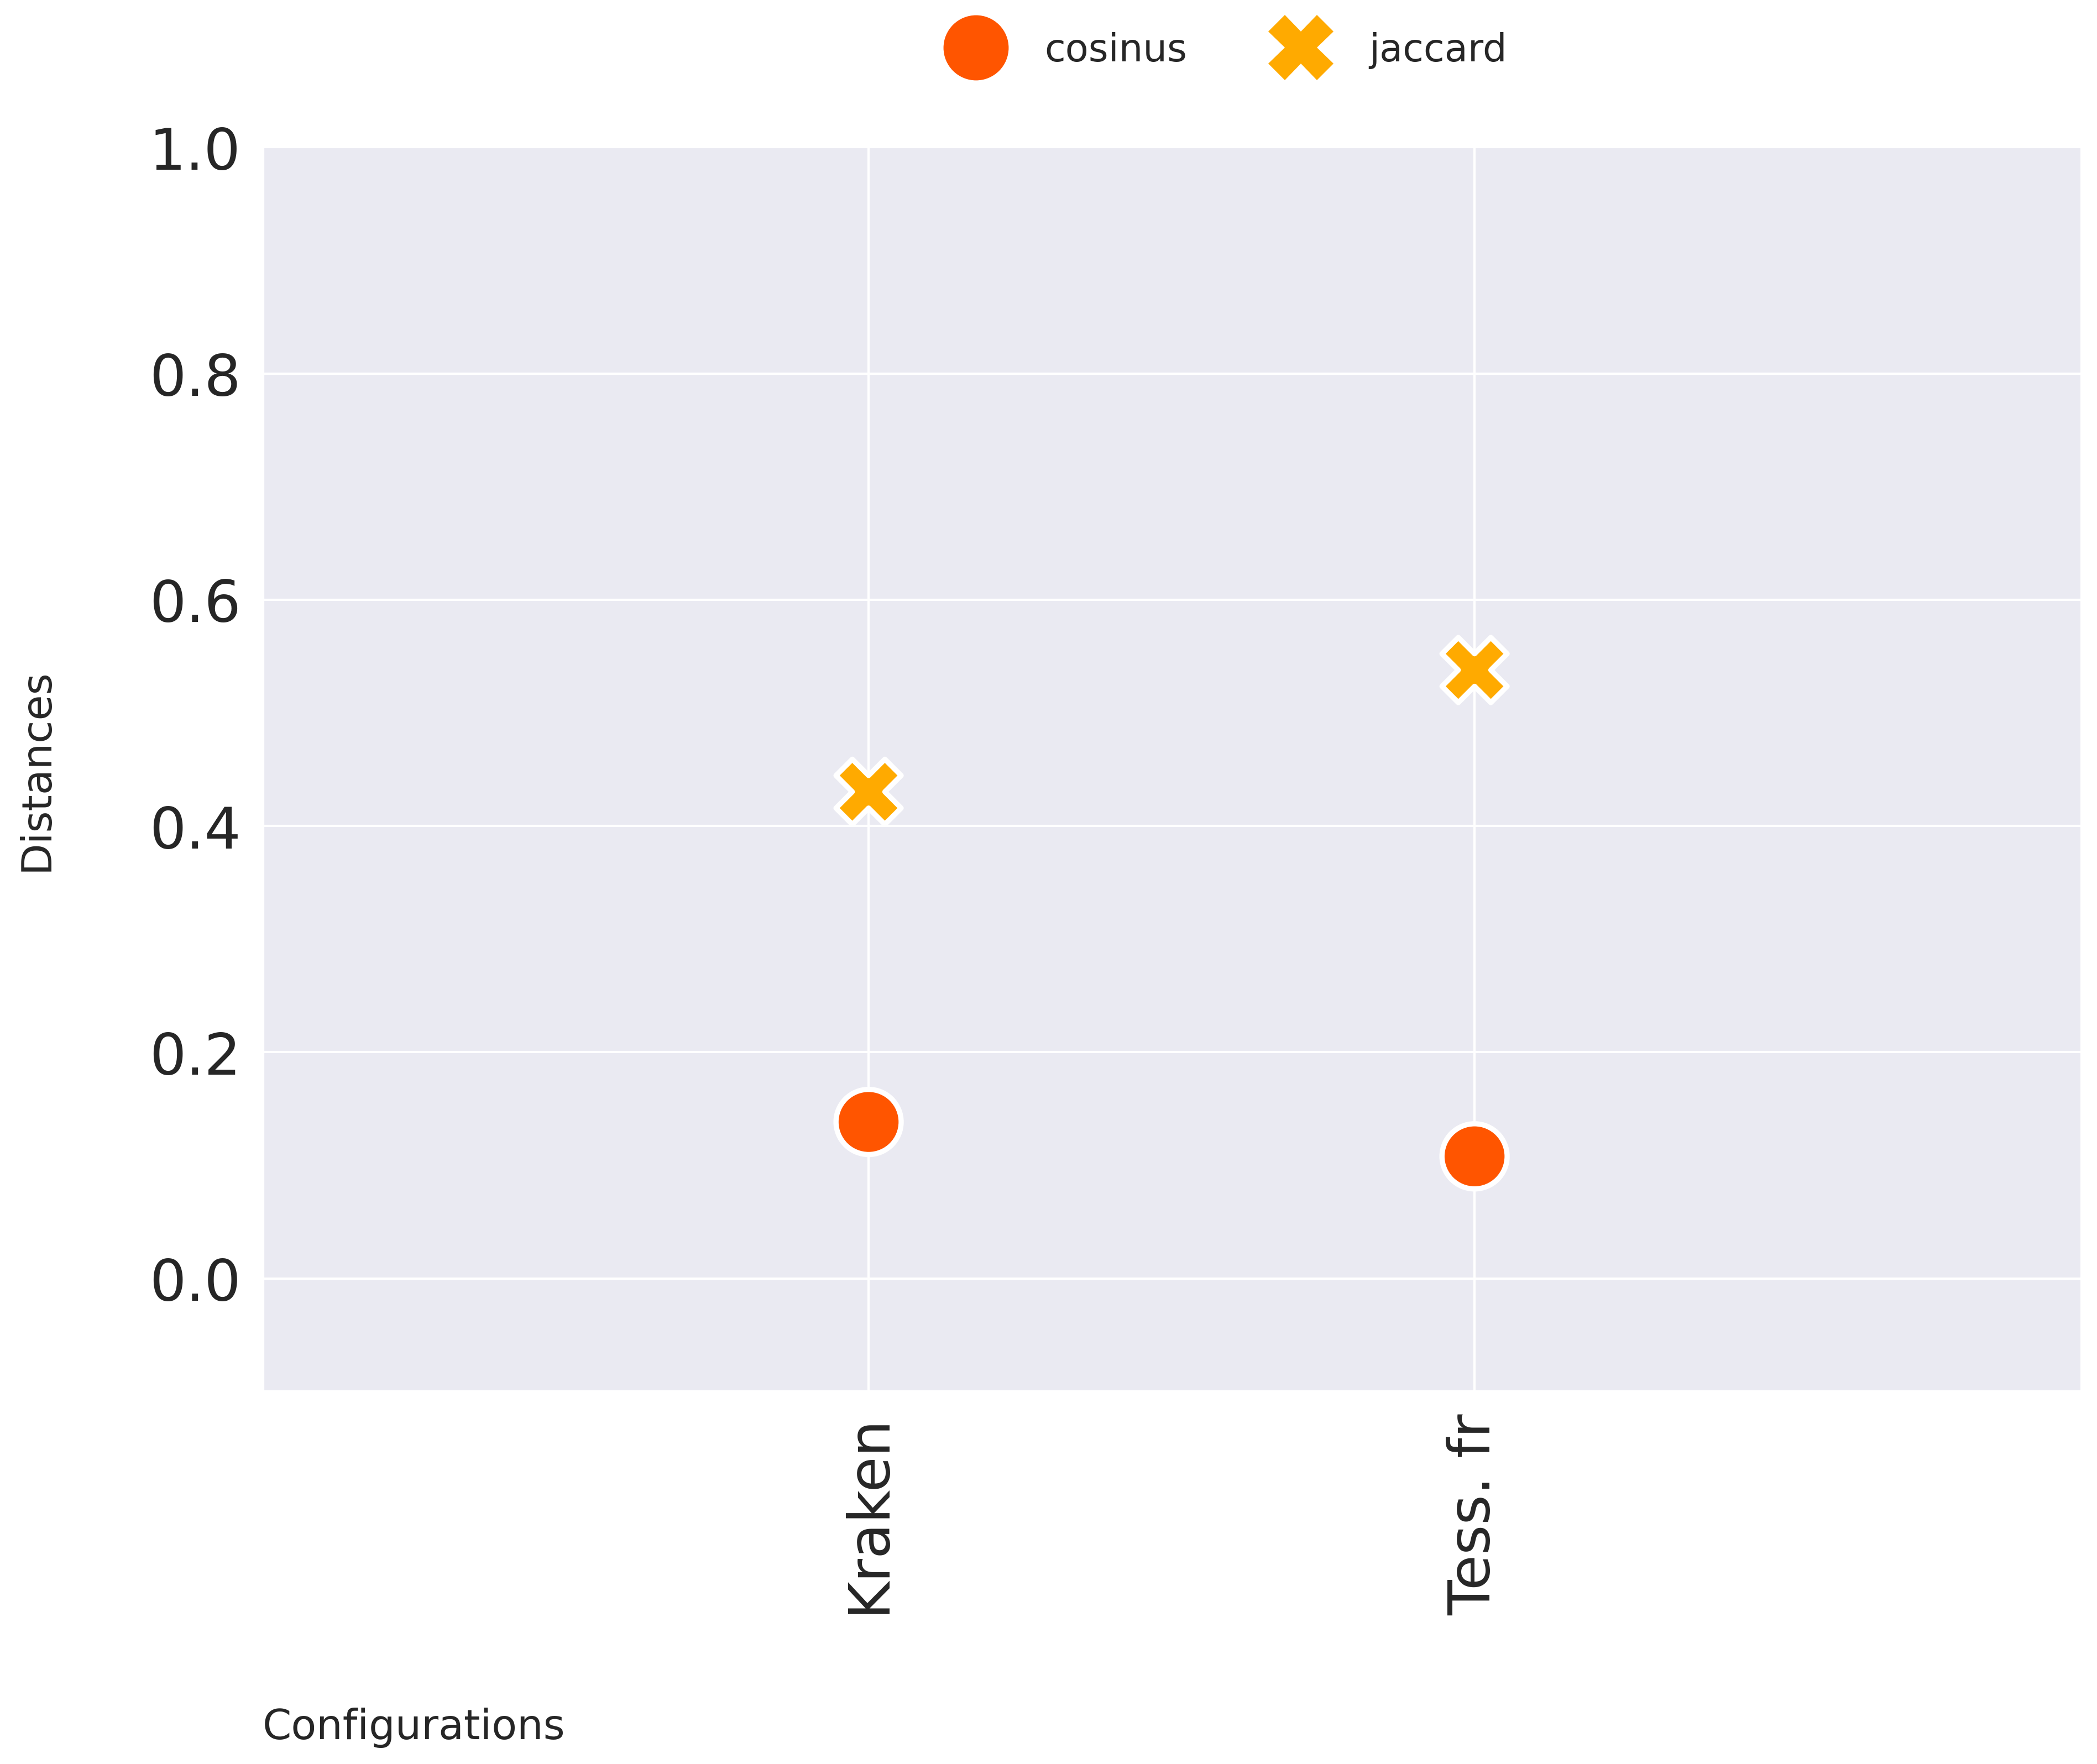 cosinus jaccard
1.0
0.8
0.6
0.4
0.2
0.0
Distances
Kraken
Tess. fr
Configurations